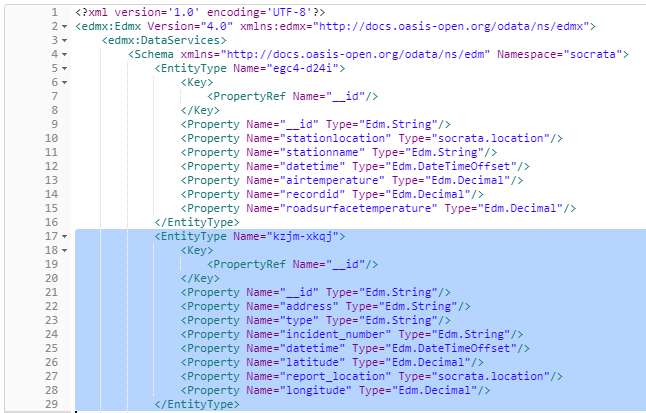 1 <?xml version='1.0' encoding='UTF-8'?>
2 <edmx:Edmx Version="4.0" xmlns:edmx="http://docs.oasis-open.org/odata/ns/edmx">
3 <edmx:DataServices>
4 <Schema xmlns="http://docs.oasis-open.org/odata/ns/edm" Namespace="socrata">
5 <EntityType Name="egc4-d24i">
6 <Key>
7 <PropertyRef Name="__id"/>
8 </Key>
9 <Property Name="__id" Type="Edm.String"/>
10 <Property Name="stationlocation" Type="socrata.location"/>
11 <Property Name="stationname" Type="Edm.String"/>
12 <Property Name="datetime" Type="Edm.DateTimeOffset"/>
13 <Property Name="airtemperature" Type="Edm.Decimal"/>
14 <Property Name="recordid" Type="Edm.Decimal"/>
15 <Property Name="roadsurfacetemperature" Type="Edm.Decimal"/>
16 </EntityType>
17 <EntityType Name="kzjm-xkqj">
18 <Key>
19 <PropertyRef Name="__id"/>
20 </Key>
21 <Property Name="__id" Type="Edm.String"/>
22 <Property Name="address" Type="Edm.String"/>
23 <Property Name="type" Type="Edm.String"/>
24 <Property Name="incident_number" Type="Edm.String"/>
25 <Property Name="datetime" Type="Edm.DateTimeOffset"/>
26 <Property Name="latitude" Type="Edm.Decimal"/>
27 <Property Name="report_location" Type="socrata.location"/>
28 <Property Name="longitude" Type="Edm.Decimal"/>
29 </EntityType>